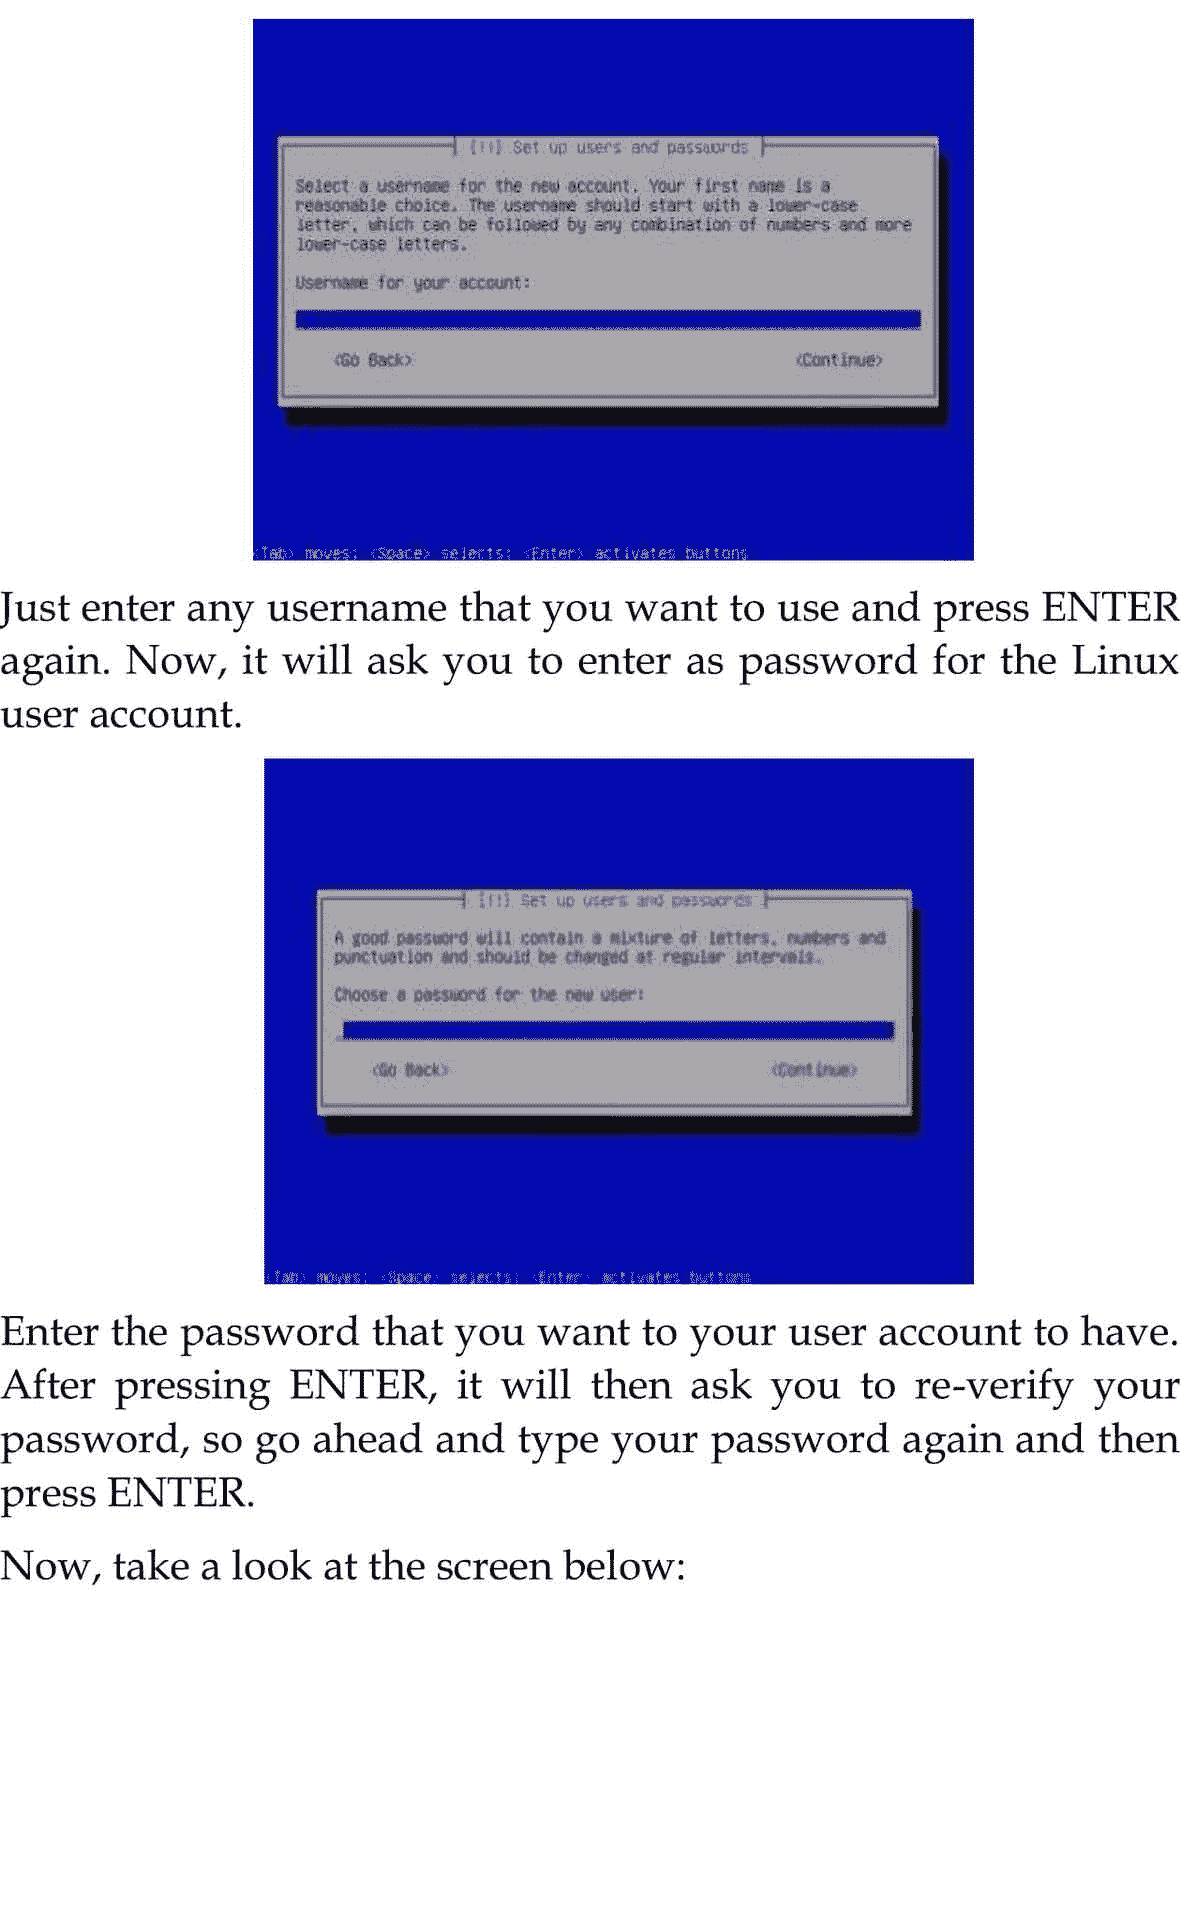 [!!] Set up users and passwords
Select a username for the new account. Your first name is a
reasonable choice. The username should start with a lower-case
letter, which can be followed by any combination of numbers and more
lower-case letters.
Username for your account:
<Go Back> <Continue>
<Tab> moves; <Space> selects; <Enter> activates buttons
Just enter any username that you want to use and press ENTER
again. Now, it will ask you to enter as password for the Linux
user account.
[!!] Set up users and passwords
A good password will contain a mixture of letters, numbers and
punctuation and should be changed at regular intervals.
Choose a password for the new user:
<Go Back> <Continue>
<Tab> moves; <Space> selects; <Enter> activates buttons
Enter the password that you want to your user account to have.
After pressing ENTER, it will then ask you to re-verify your
password, so go ahead and type your password again and then
press ENTER.
Now, take a look at the screen below: